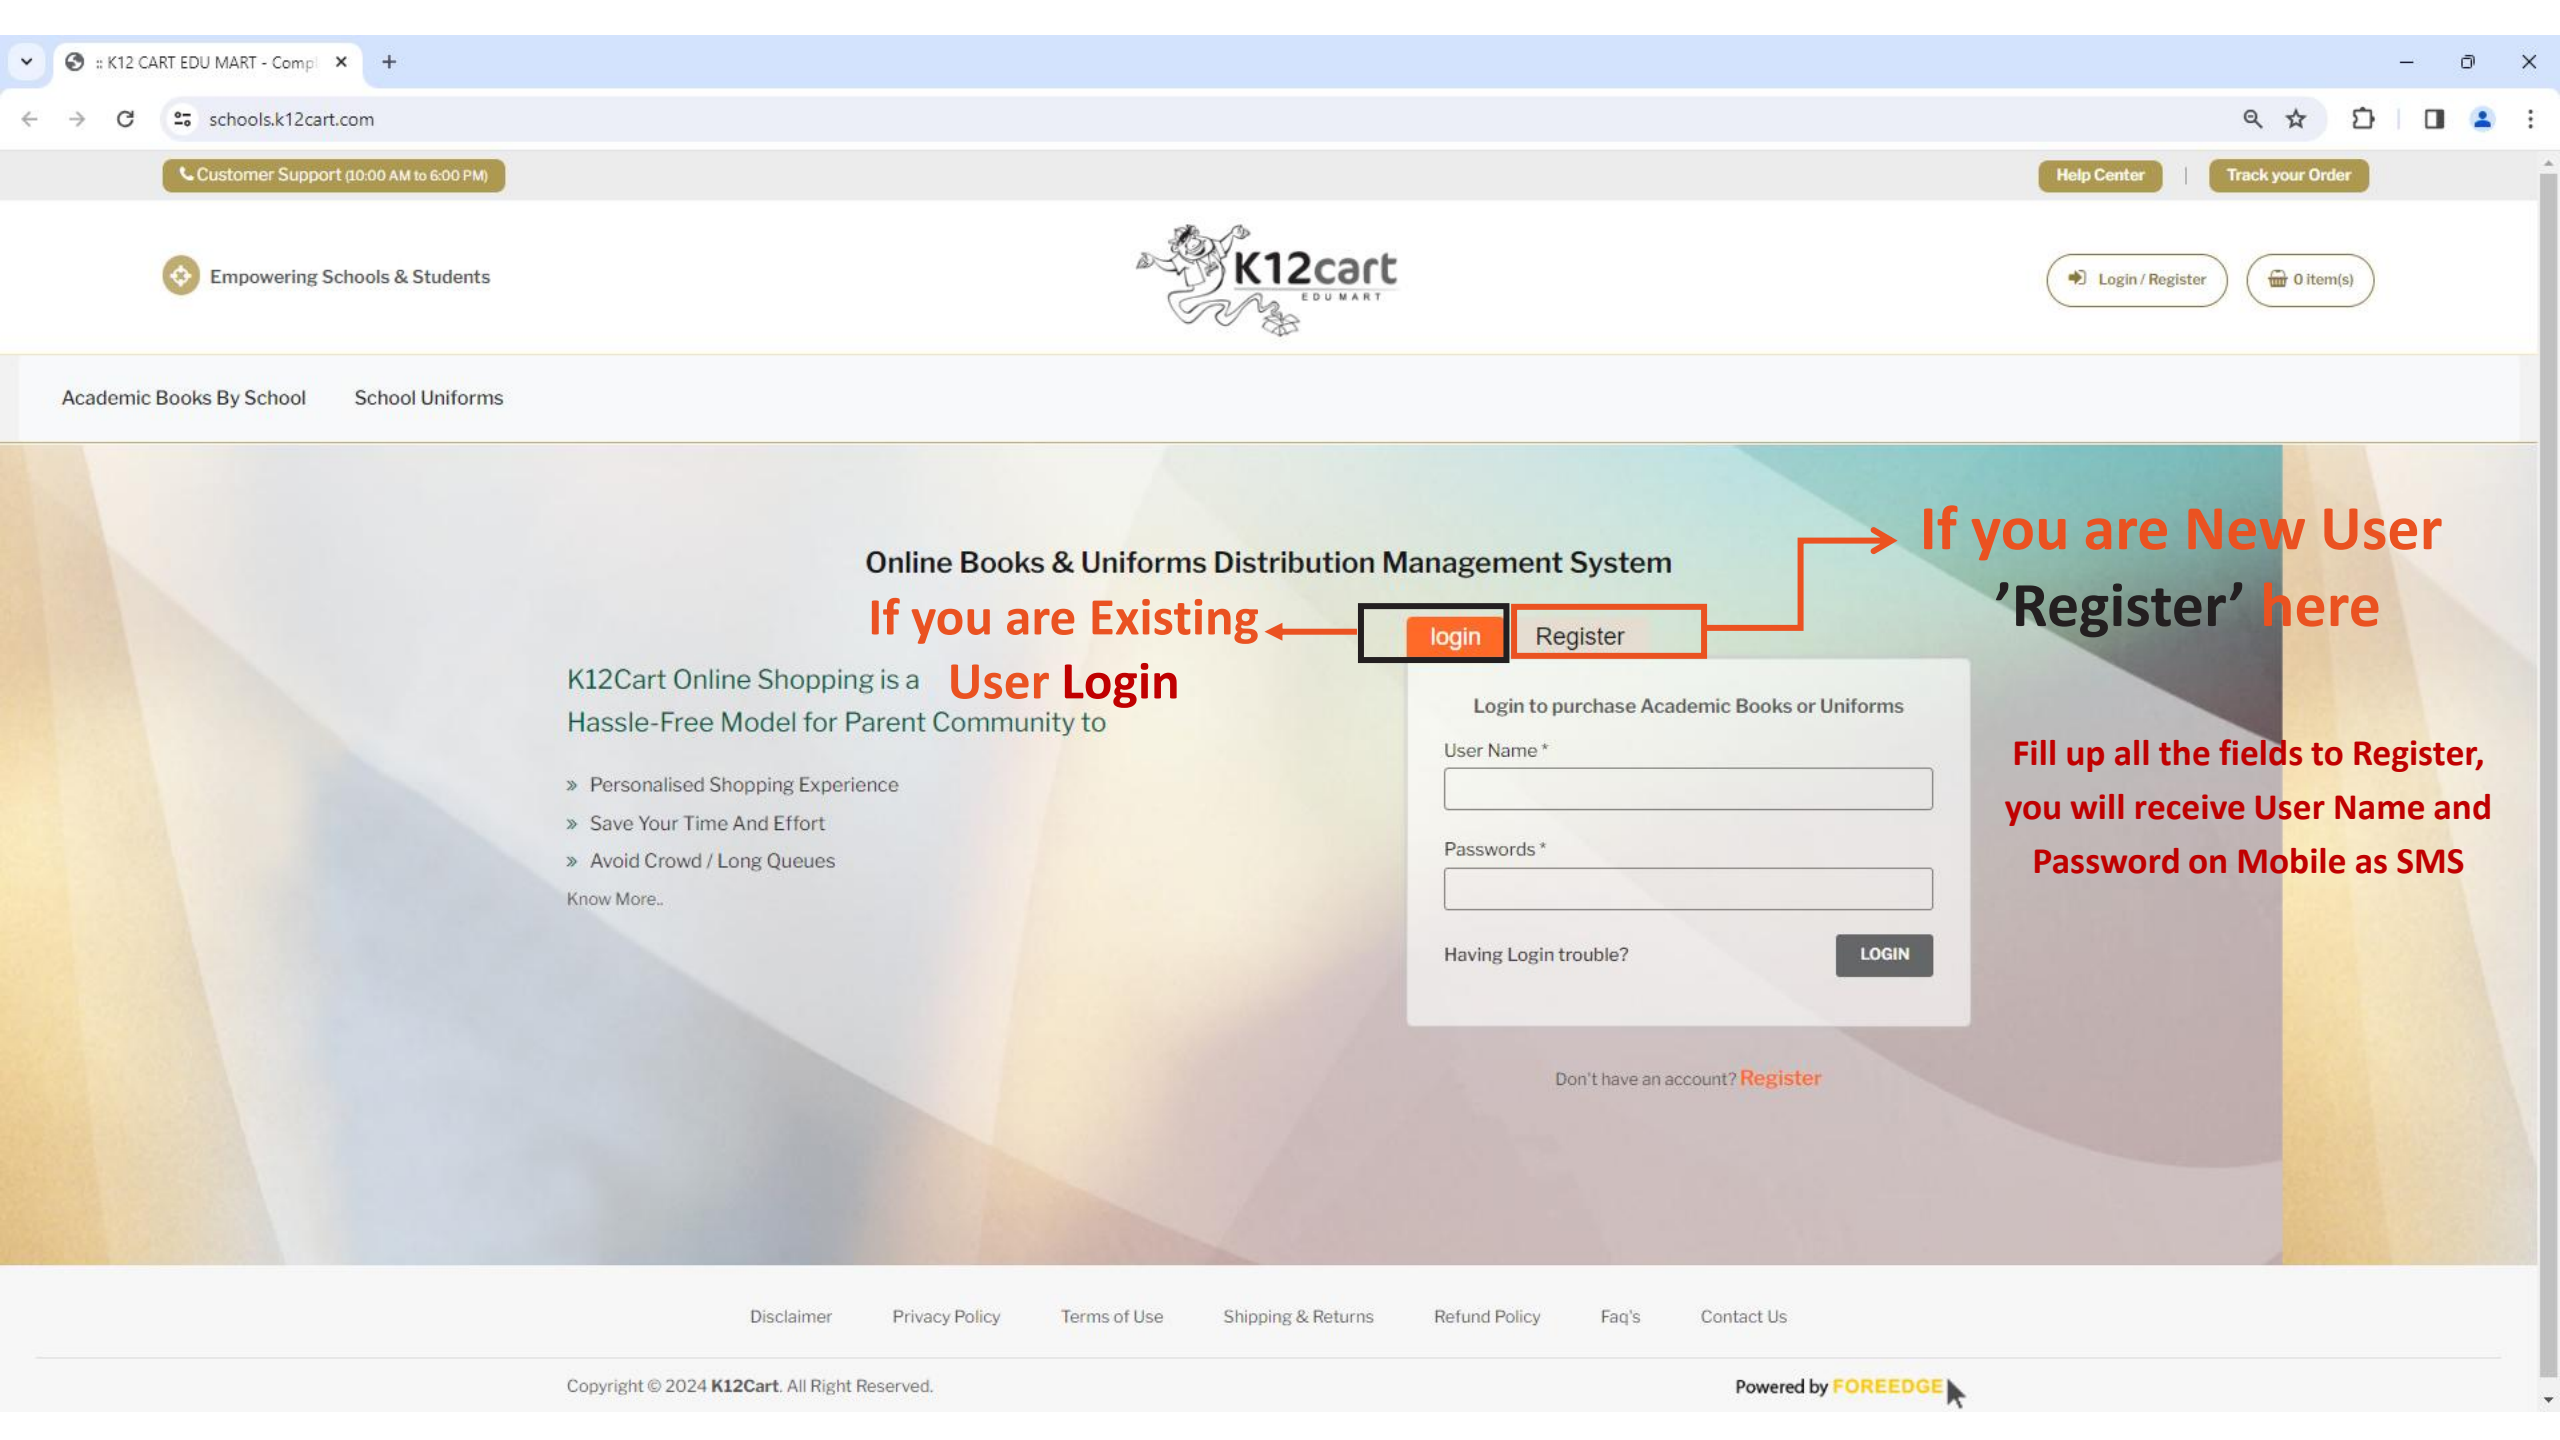 :: K12 CART EDU MART - Compl
schools.k12cart.com
Customer Support (10:00 AM to 6:00 PM)
Help Center | Track your Order
Empowering Schools & Students
K12cart
EDU MART
Login / Register
0 item(s)
Academic Books By School
School Uniforms
Online Books & Uniforms Distribution Management System
If you are Existing
User Login
login
Register
If you are New User
’Register’ here
K12Cart Online Shopping is a
Hassle-Free Model for Parent Community to
» Personalised Shopping Experience
» Save Your Time And Effort
» Avoid Crowd / Long Queues
Know More..
Login to purchase Academic Books or Uniforms
User Name *
Passwords *
Having Login trouble?
LOGIN
Don't have an account? Register
Fill up all the fields to Register,
you will receive User Name and
Password on Mobile as SMS
Disclaimer
Privacy Policy
Terms of Use
Shipping & Returns
Refund Policy
Faq's
Contact Us
Copyright © 2024 K12Cart. All Right Reserved.
Powered by FOREEDGE